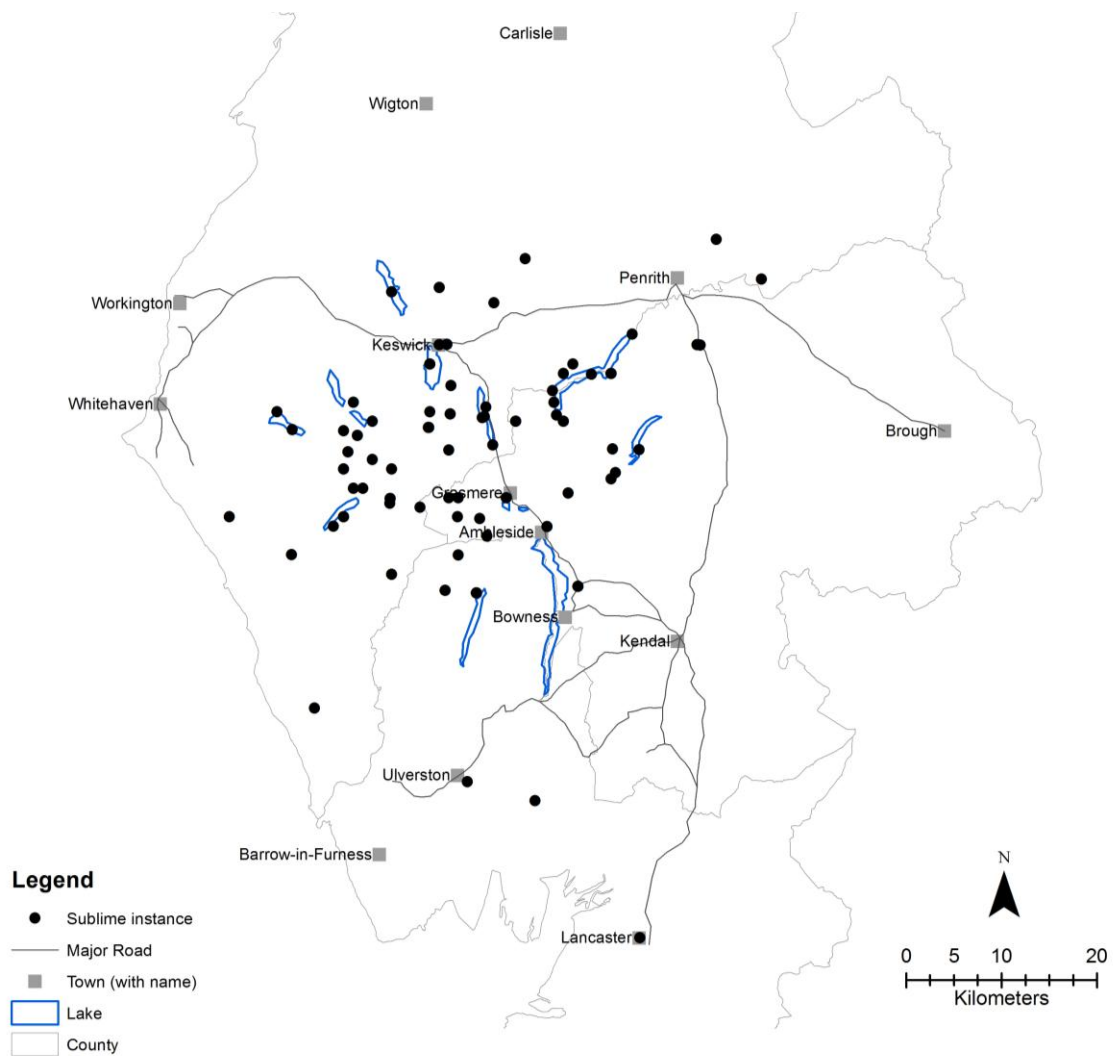 Carlisle
Wigton
Penrith
Workington
Keswick
Whitehaven
Brough
Grasmere
Ambleside
Bowness
Kendal
Ulverston
Barrow-in-Furness
Lancaster
Legend
Sublime instance
Major Road
Town (with name)
Lake
County
N
0 5 10 20
Kilometers